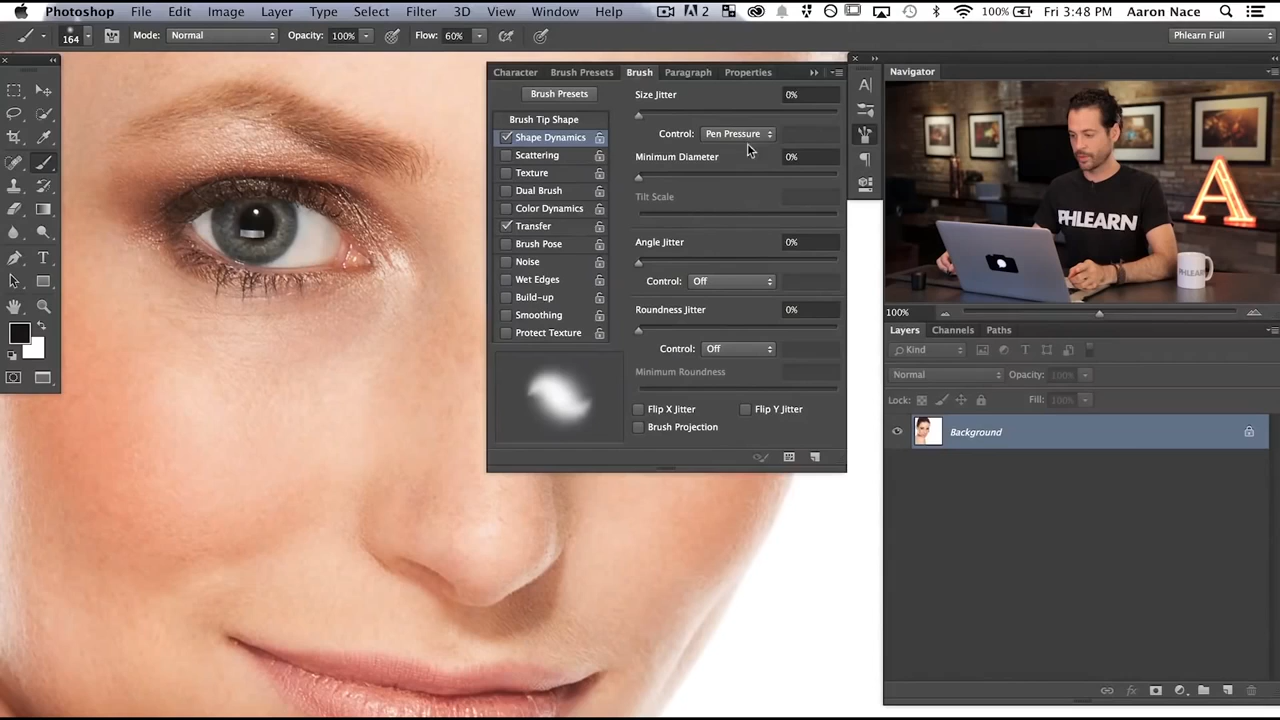 Photoshop File Edit Image Layer Type Select Filter 3D View Window Help 2 100% Fri 3:48 PM Aaron Nace
164 Mode: Normal Opacity: 100% Flow: 60% Phlearn Full
Character Brush Presets Brush Paragraph Properties
Brush Presets
Brush Tip Shape
Shape Dynamics
Scattering
Texture
Dual Brush
Color Dynamics
Transfer
Brush Pose
Noise
Wet Edges
Build-up
Smoothing
Protect Texture
Size Jitter 0%
Control: Pen Pressure
Minimum Diameter 0%
Tilt Scale
Angle Jitter 0%
Control: Off
Roundness Jitter 0%
Control: Off
Minimum Roundness
Flip X Jitter Flip Y Jitter
Brush Projection
Navigator
PHLEARN
A
PHLEARN
100%
Layers Channels Paths
Kind
Normal Opacity: 100%
Lock: Fill: 100%
Background